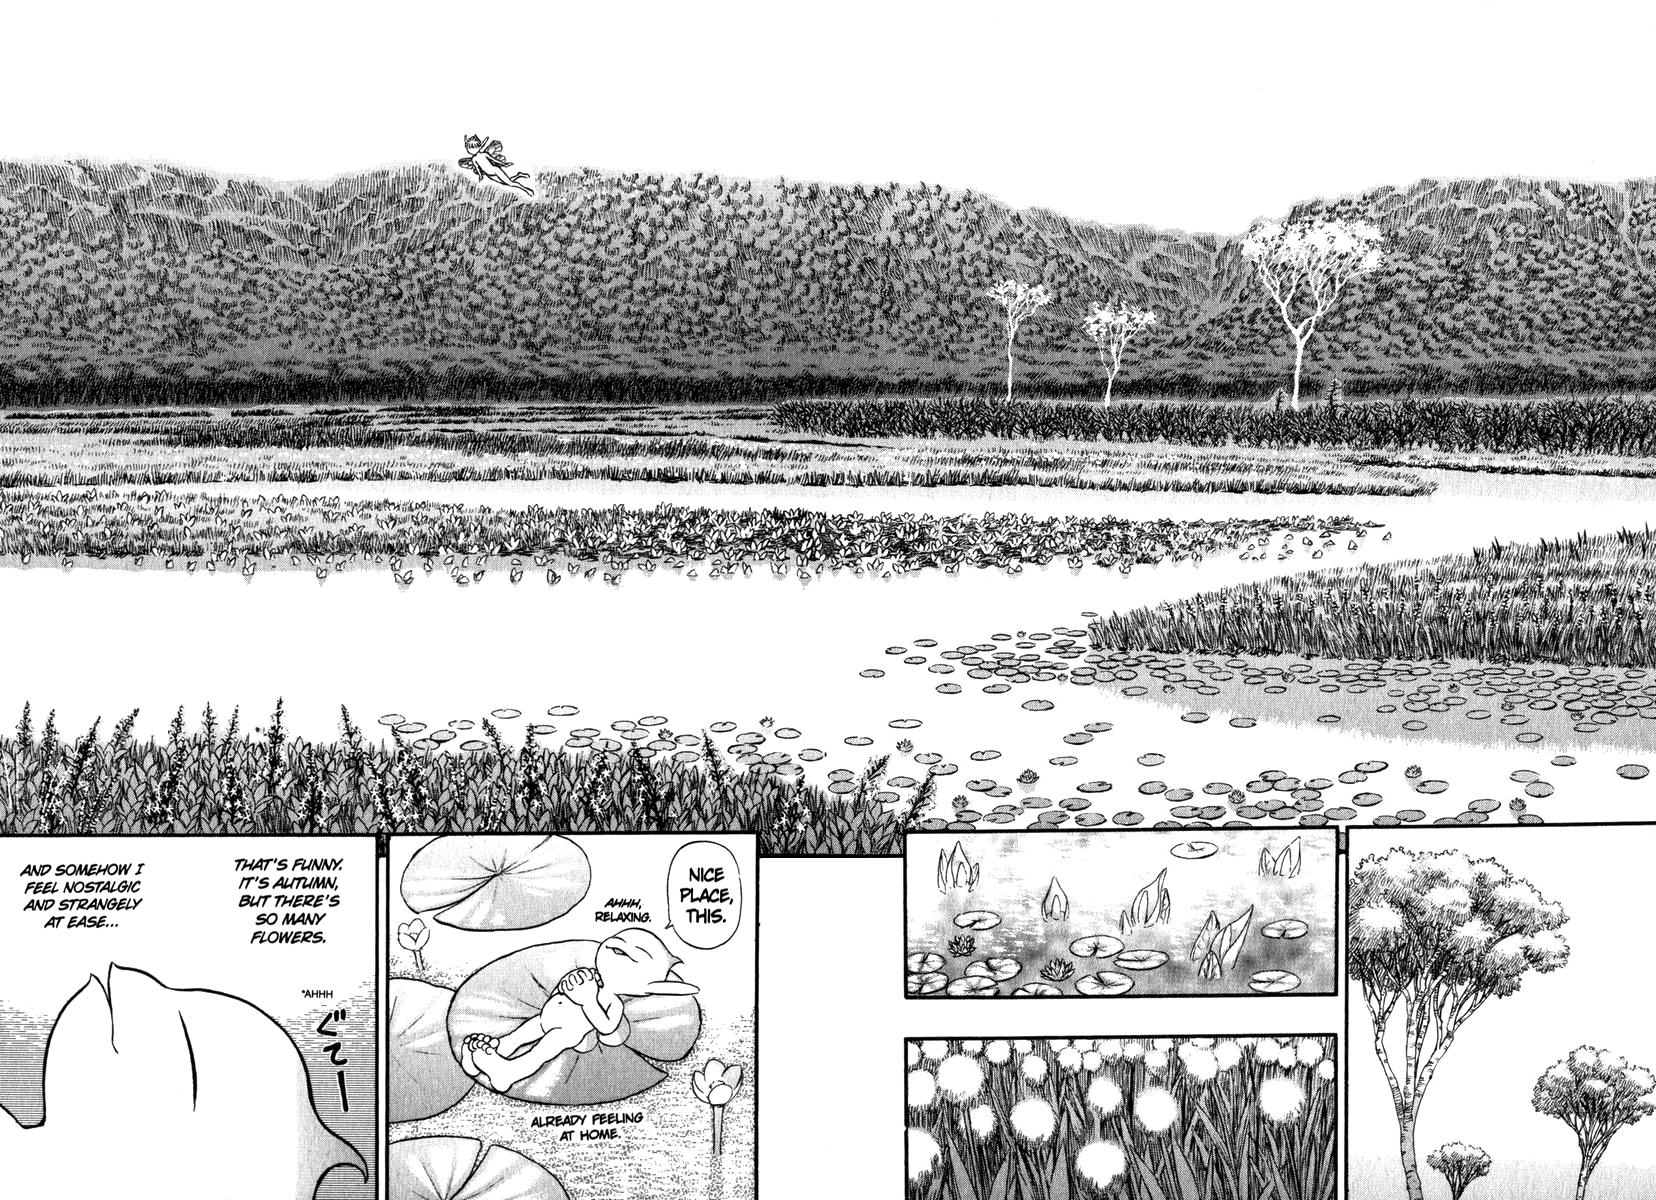 NICE
PLACE,
THIS.
AHHH,
RELAXING.
ALREADY FEELING
AT HOME.
THAT'S FUNNY.
IT'S AUTUMN,
BUT THERE'S
SO MANY
FLOWERS.
AND SOMEHOW I
FEEL NOSTALGIC
AND STRANGELY
AT EASE...
*AHHH
ぐてー